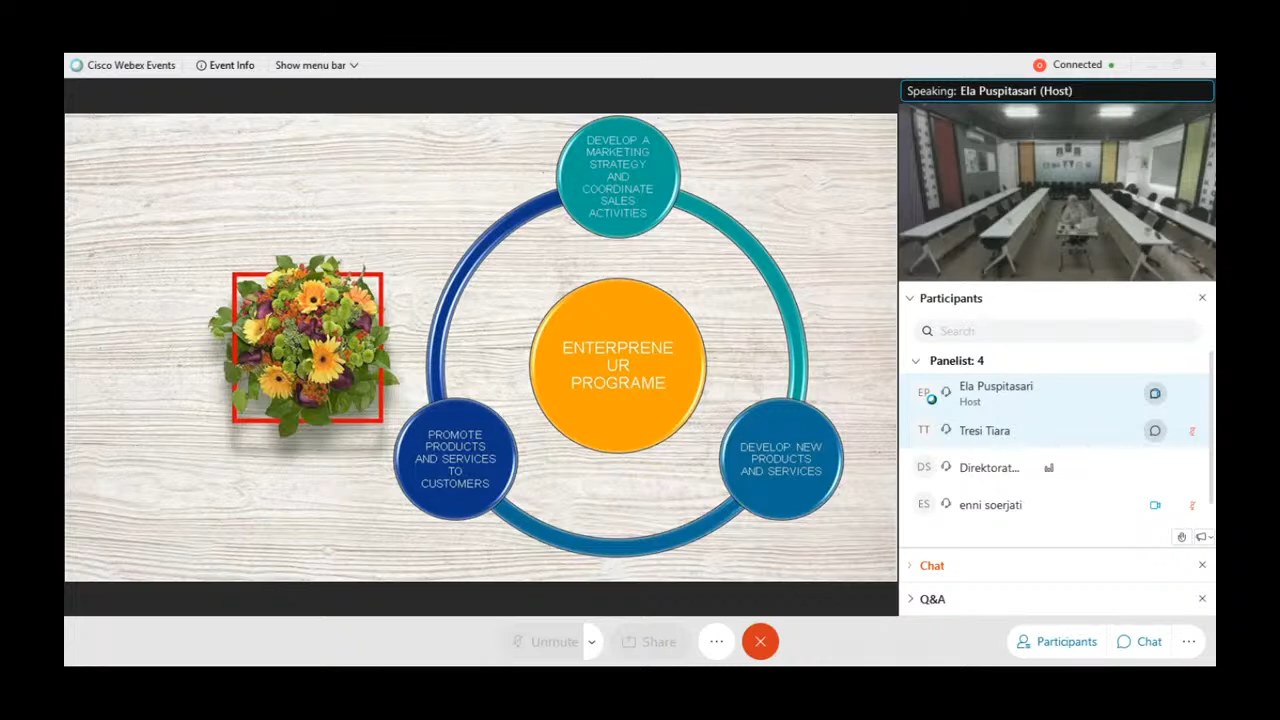 Cisco Webex Events
Event Info
Show menu bar
Connected
Speaking: Ela Puspitasari (Host)
DEVELOP A
MARKETING
STRATEGY
AND
COORDINATE
SALES
ACTIVITIES
ENTERPRENE
UR
PROGRAME
PROMOTE
PRODUCTS
AND SERVICES
TO
CUSTOMERS
DEVELOP NEW
PRODUCTS
AND SERVICES
Participants
Search
Panelist: 4
EP
Ela Puspitasari
Host
TT
Tresi Tiara
DS
Direktorat...
ES
enni soerjati
Chat
Q&A
Unmute
Share
Participants
Chat